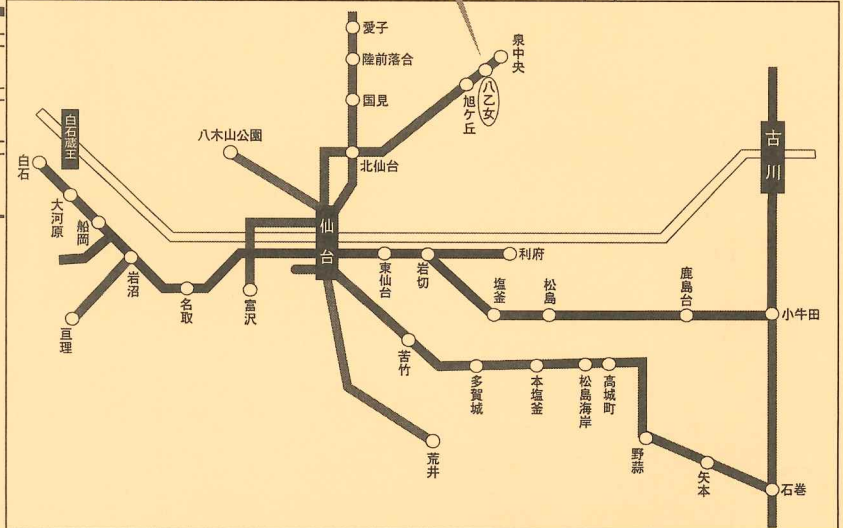 愛子
陸前落合
国見
泉中央
八乙女
旭ケ丘
北仙台
八木山公園
白石蔵王
白石
大河原
船岡
岩沼
亘理
名取
富沢
仙台
東仙台
岩切
利府
塩釜
松島
鹿島台
小牛田
古川
苦竹
多賀城
本塩釜
松島海岸
高城町
野蒜
矢本
石巻
荒井